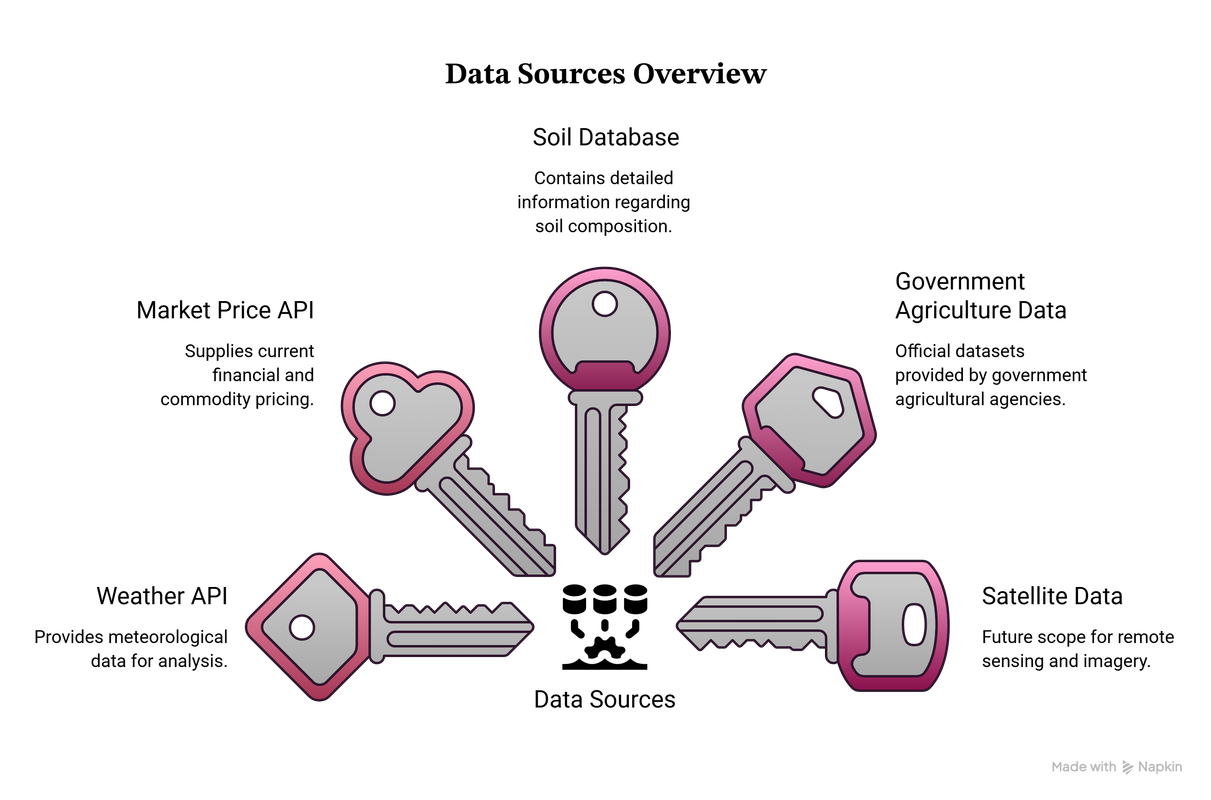 Data Sources Overview
Soil Database
Contains detailed
information regarding
soil composition.
Market Price API
Supplies current
financial and
commodity pricing.
Government
Agriculture Data
Official datasets
provided by government
agricultural agencies.
Weather API
Provides meteorological
data for analysis.
Satellite Data
Future scope for remote
sensing and imagery.
Data Sources
Made with Napkin